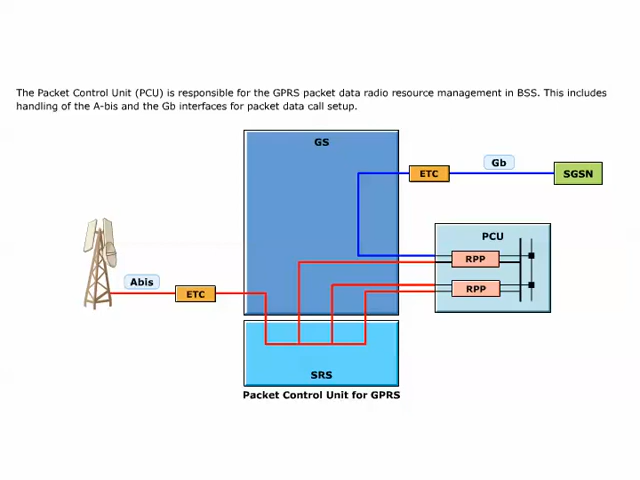 The Packet Control Unit (PCU) is responsible for the GPRS packet data radio resource management in BSS. This includes
handling of the A-bis and the Gb interfaces for packet data call setup.
GS
Gb
ETC
SGSN
PCU
RPP
Abis
ETC
RPP
SRS
Packet Control Unit for GPRS